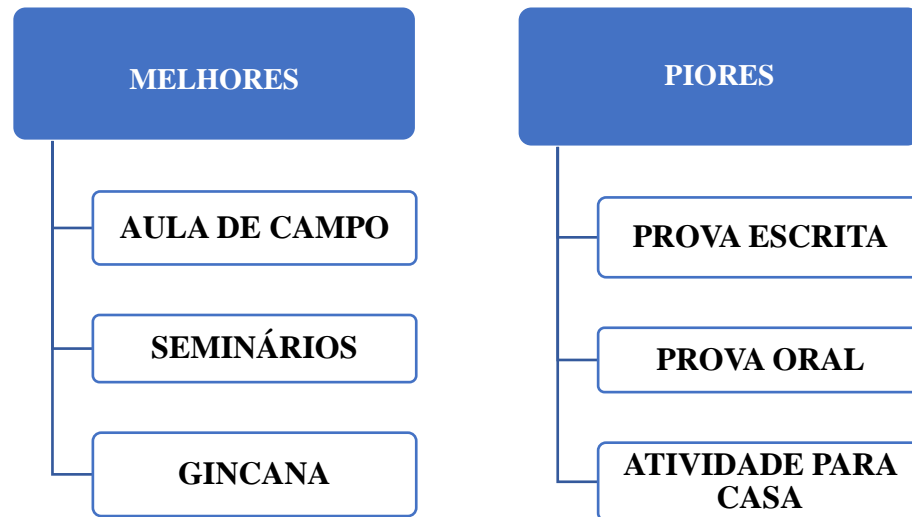 MELHORES
AULA DE CAMPO
SEMINÁRIOS
GINCANA
PIORES
PROVA ESCRITA
PROVA ORAL
ATIVIDADE PARA
CASA